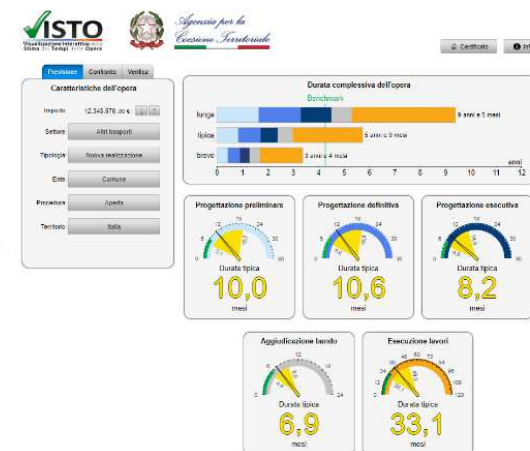 VISTO
Visualizzazione Interattiva della
Stima dei Tempi delle Opere
Agenzia per la
Coesione Territoriale
Certificato
Previsione Confronto Verifica
Caratteristiche dell'opera
Importo 12.345.678 ,00 €
Settore Altri trasporti
Tipologia Nuova realizzazione
Ente Comune
Procedura Aperta
Territorio Italia
Durata complessiva dell'opera
Benchmark
lunga 9 anni e 5 mesi
tipica 5 anni e 9 mesi
breve 3 anni e 4 mesi
anni
0 1 2 3 4 5 6 7 8 9 10 11 12
Progettazione preliminare
Durata tipica
10,0
mesi
Progettazione definitiva
Durata tipica
10,6
mesi
Progettazione esecutiva
Durata tipica
8,2
mesi
Aggiudicazione bando
Durata tipica
6,9
mesi
Esecuzione lavori
Durata tipica
33,1
mesi